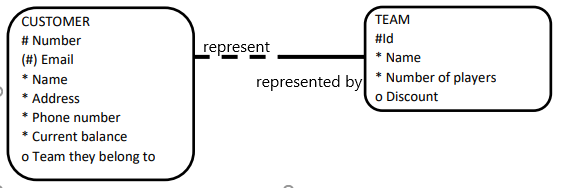 CUSTOMER
# Number
(#) Email
* Name
* Address
* Phone number
* Current balance
o Team they belong to
represent
represented by
TEAM
#Id
* Name
* Number of players
o Discount